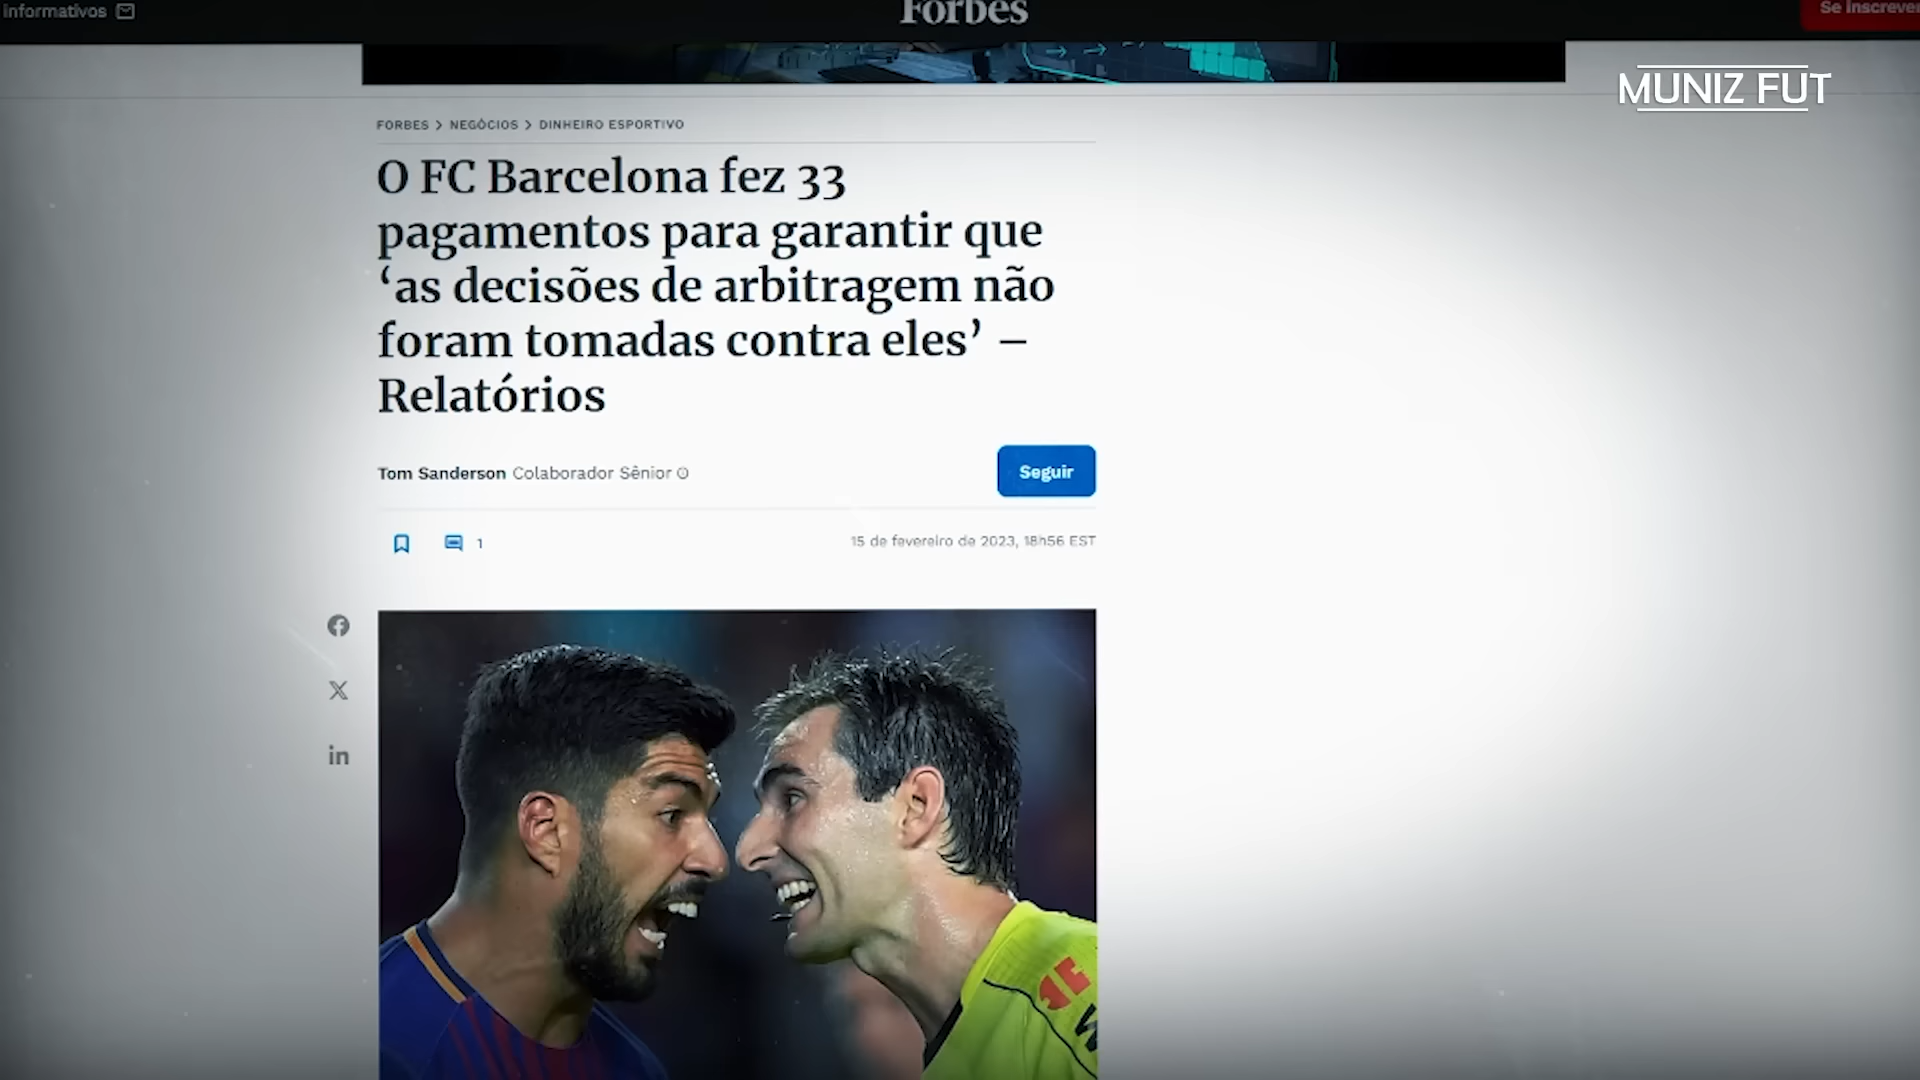 informativos
Forbes
Se inscrever
MUNIZ FUT
FORBES > NEGÓCIOS > DINHEIRO ESPORTIVO
O FC Barcelona fez 33
pagamentos para garantir que
‘as decisões de arbitragem não
foram tomadas contra eles’ –
Relatórios
Tom Sanderson Colaborador Sênior
Seguir
1
15 de fevereiro de 2023, 18h56 EST